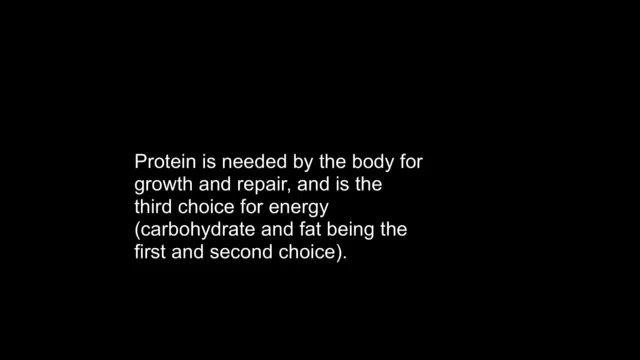 Protein is needed by the body for
growth and repair, and is the
third choice for energy
(carbohydrate and fat being the
first and second choice).